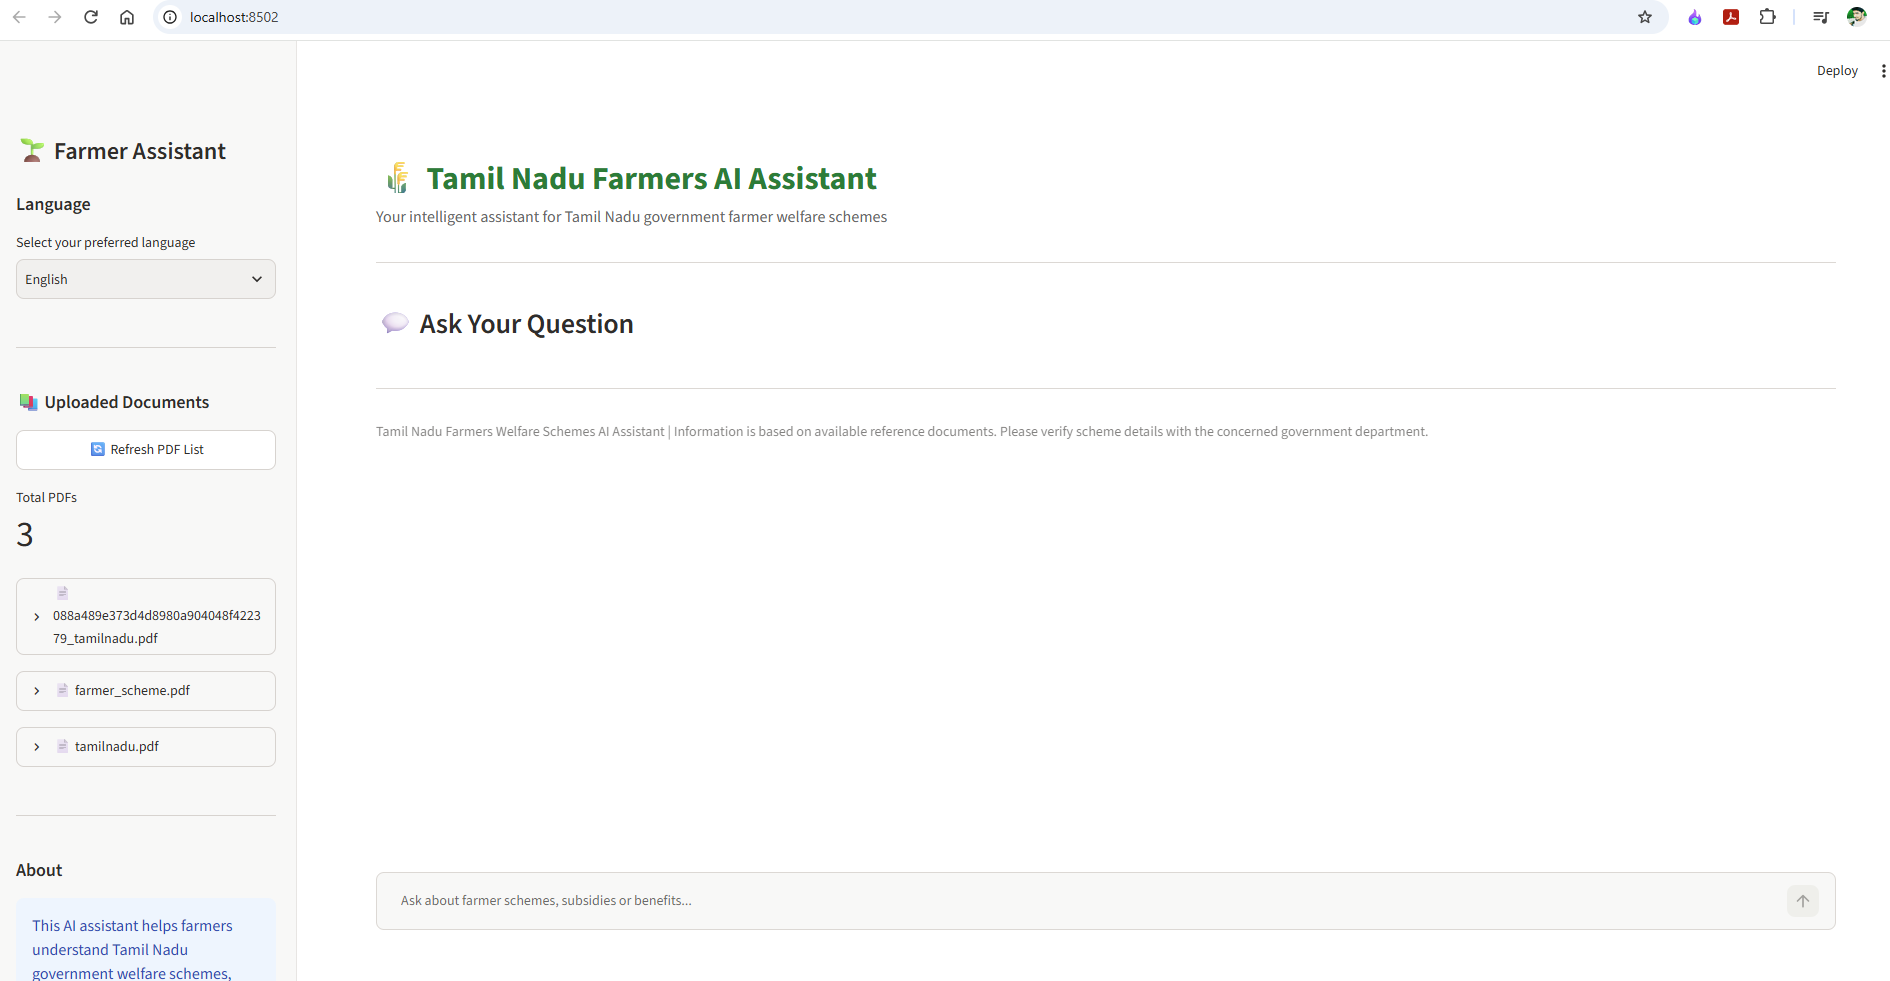 localhost:8502
Deploy
Farmer Assistant
Language
Select your preferred language
English
Uploaded Documents
Refresh PDF List
Total PDFs
3
088a489e373d4d8980a904048f4223
79_tamilnadu.pdf
farmer_scheme.pdf
tamilnadu.pdf
About
This AI assistant helps farmers
understand Tamil Nadu
government welfare schemes,
Tamil Nadu Farmers AI Assistant
Your intelligent assistant for Tamil Nadu government farmer welfare schemes
Ask Your Question
Tamil Nadu Farmers Welfare Schemes AI Assistant | Information is based on available reference documents. Please verify scheme details with the concerned government department.
Ask about farmer schemes, subsidies or benefits...